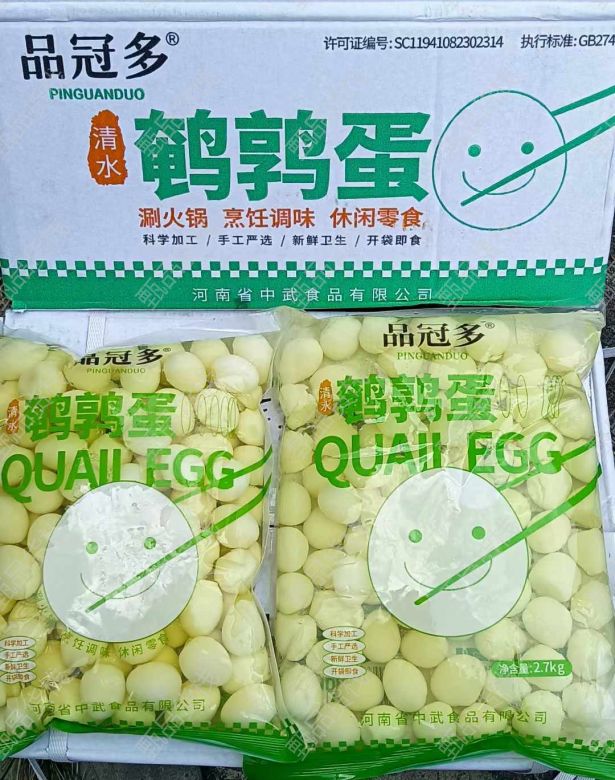 品冠多®
PINGUANDUO
许可证编号:SC11941082302314 执行标准:GB274
清水
鹌鹑蛋
涮火锅 烹饪调味 休闲零食
科学加工 / 手工严选 / 新鲜卫生 / 开袋即食
河南省中武食品有限公司
品冠多®
PINGUANDUO
清水
鹌鹑蛋
QUAIL EGG
烹饪调味 休闲零食
科学加工
手工严选
新鲜卫生
开袋即食
河南省中武食品有限公司
品冠多®
PINGUANDUO
清水
鹌鹑蛋
QUAIL EGG
科学加工
手工严选
新鲜卫生
开袋即食
净含量:2.7kg
河南省中武食品有限公司